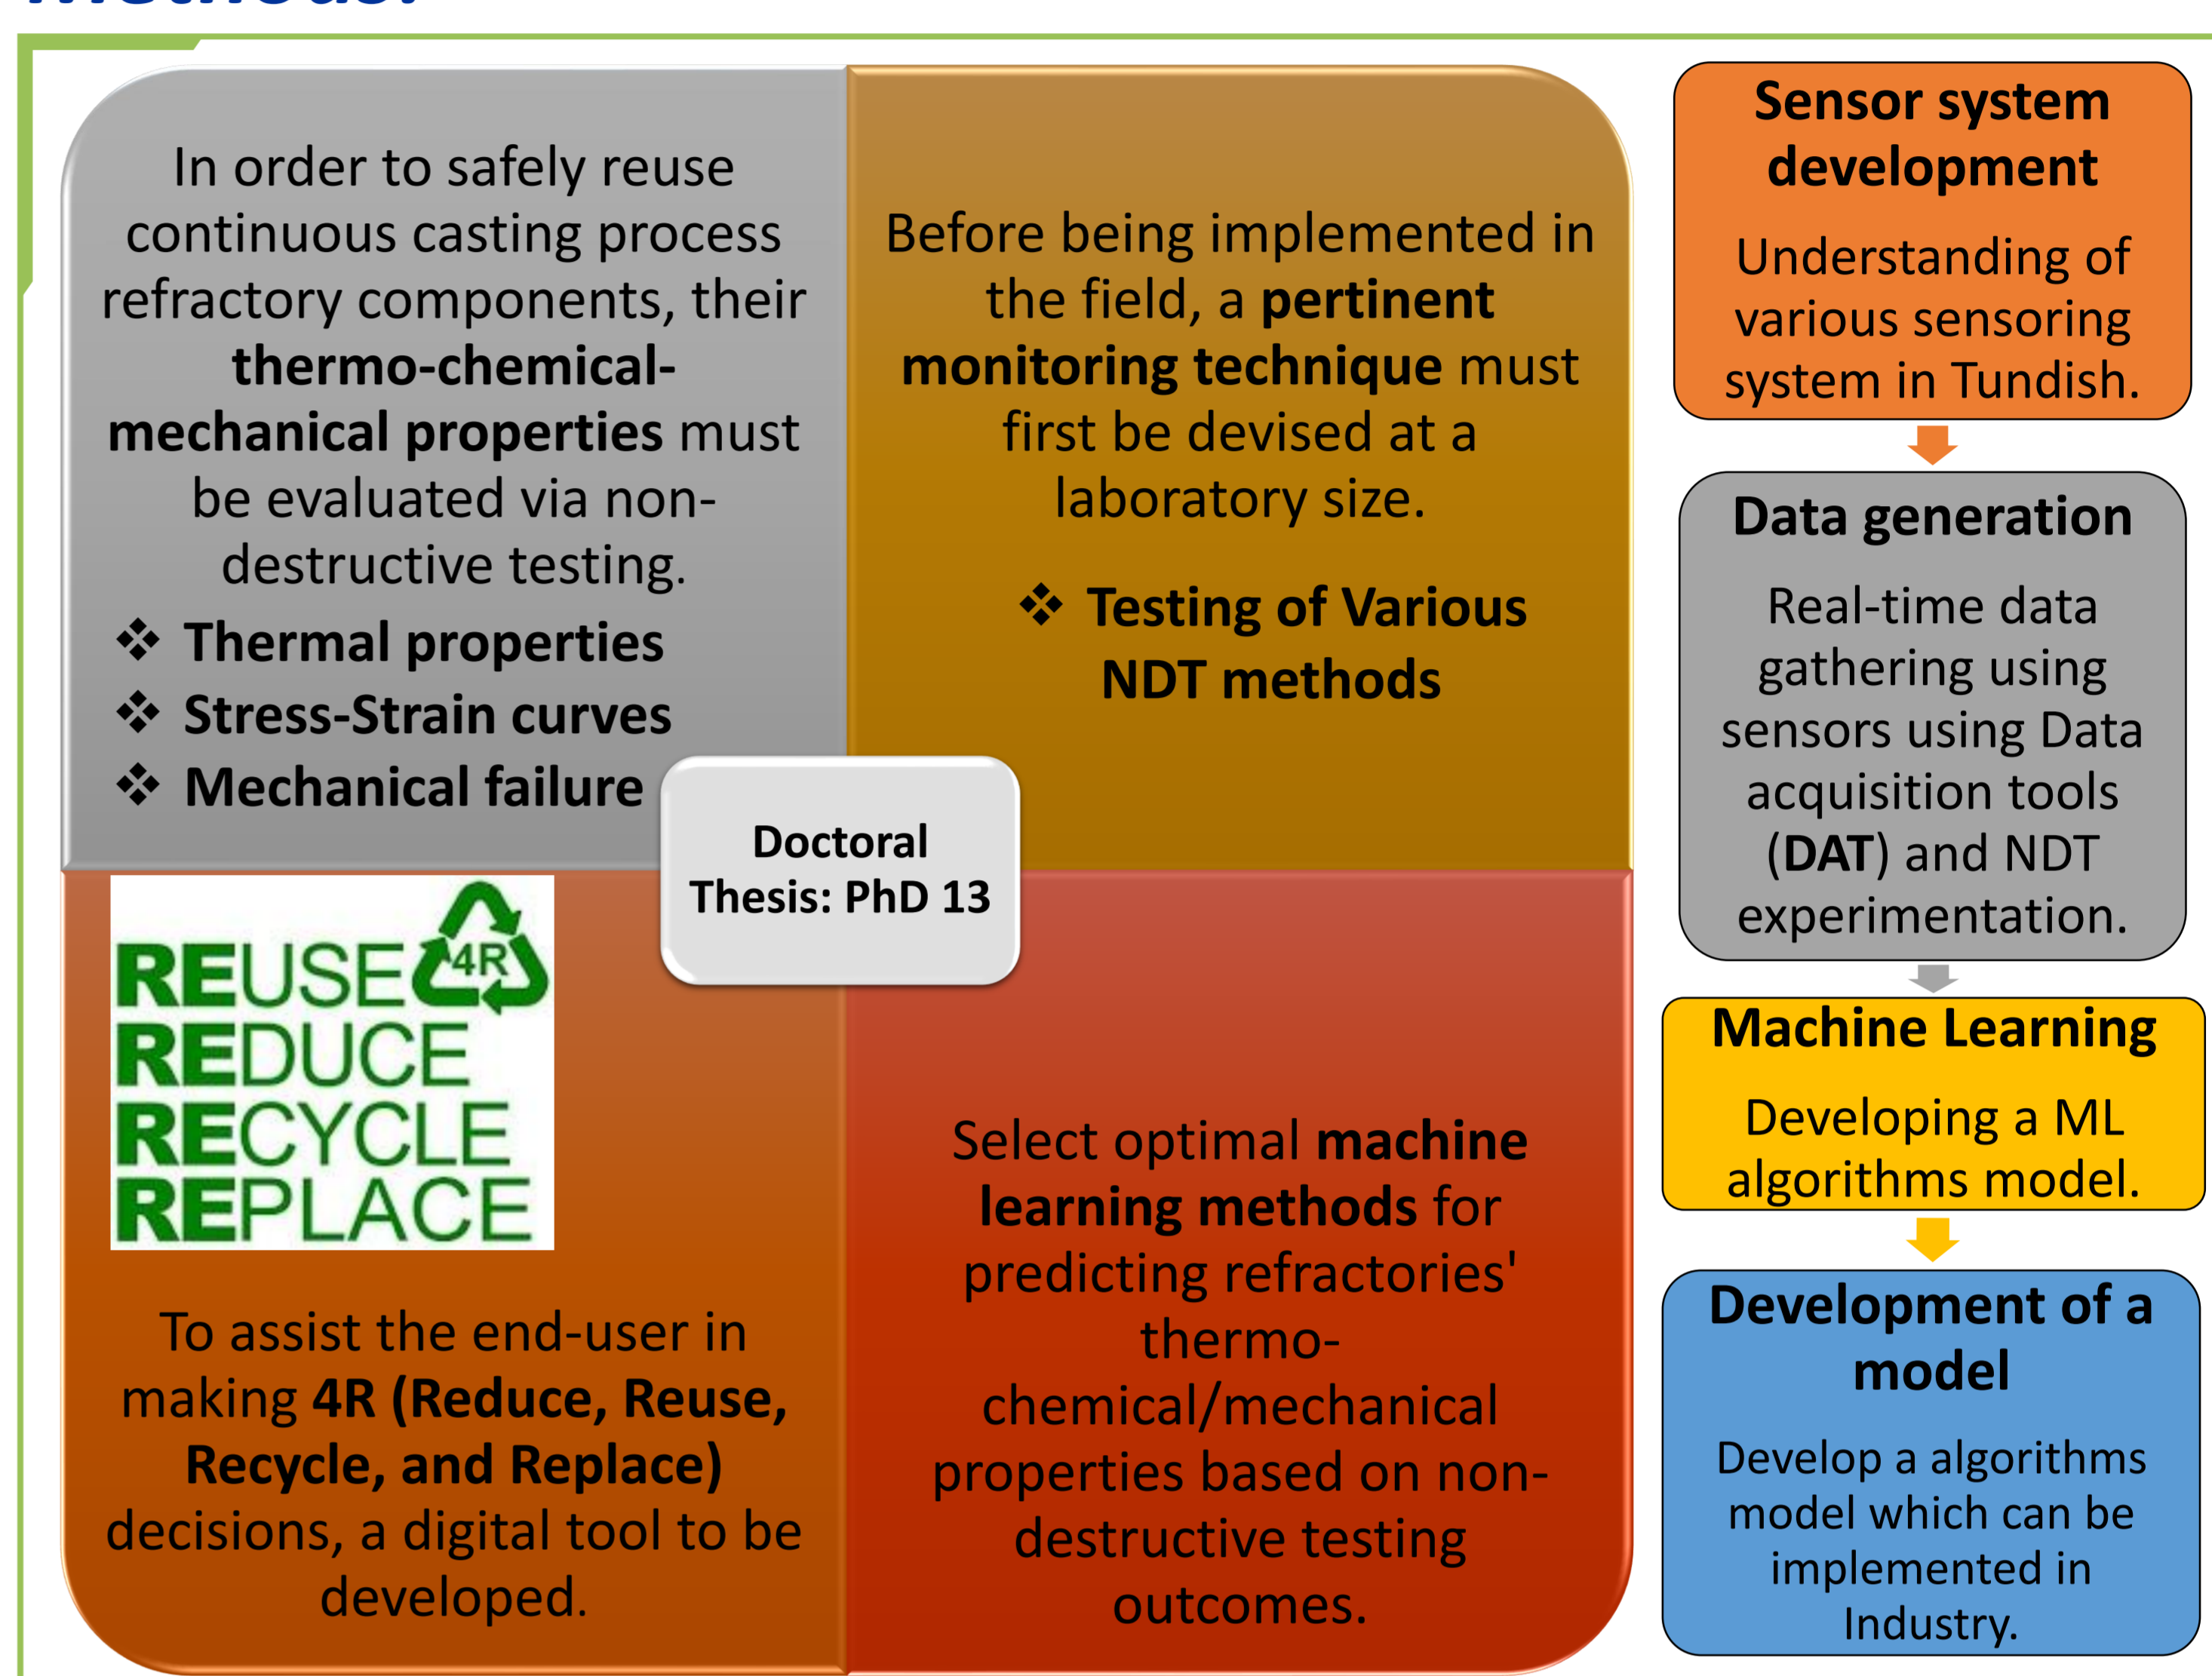 In order to safely reuse
continuous casting process
refractory components, their
thermo-chemical-
mechanical properties must
be evaluated via non-
destructive testing.
❖ Thermal properties
❖ Stress-Strain curves
❖ Mechanical failure
Before being implemented in
the field, a pertinent
monitoring technique must
first be devised at a
laboratory size.
❖ Testing of Various
NDT methods
Doctoral
Thesis: PhD 13
REUSE 4R
REDUCE
RECYCLE
REPLACE
To assist the end-user in
making 4R (Reduce, Reuse,
Recycle, and Replace)
decisions, a digital tool to be
developed.
Select optimal machine
learning methods for
predicting refractories'
thermo-
chemical/mechanical
properties based on non-
destructive testing
outcomes.
Sensor system
development
Understanding of
various sensoring
system in Tundish.
Data generation
Real-time data
gathering using
sensors using Data
acquisition tools
(DAT) and NDT
experimentation.
Machine Learning
Developing a ML
algorithms model.
Development of a
model
Develop a algorithms
model which can be
implemented in
Industry.